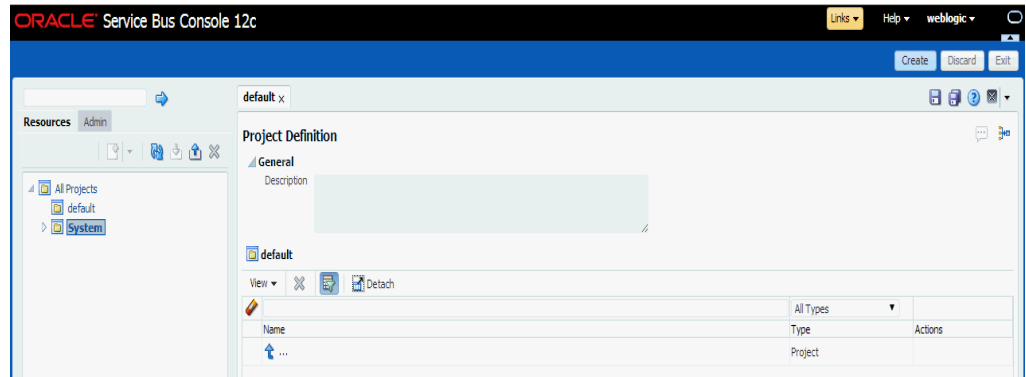 ORACLE Service Bus Console 12c
Links
Help
weblogic
Create
Discard
Exit
default x
Resources
Admin
Project Definition
General
Description
All Projects
default
System
default
View
Detach
All Types
Name
Type
Actions
...
Project